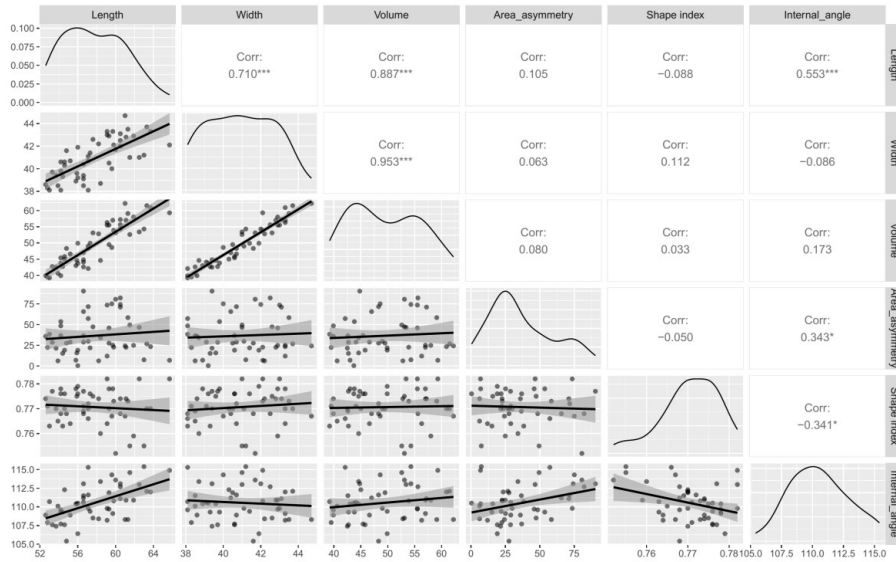 Length Width Volume Area_asymmetry Shape index Internal_angle
0.100
0.075
0.050
0.025
0.000
Corr:
0.710***
Corr:
0.887***
Corr:
0.105
Corr:
−0.088
Corr:
0.553***
Length
44
42
40
38
Corr:
0.953***
Corr:
0.063
Corr:
0.112
Corr:
−0.086
Width
60
55
50
45
40
Corr:
0.080
Corr:
0.033
Corr:
0.173
Volume
75
50
25
0
Corr:
−0.050
Corr:
0.343*
Area_asymmetry
0.78
0.77
0.76
Corr:
−0.341*
Shape index
115.0
112.5
110.0
107.5
105.0
Internal_angle
52 56 60 64 38 40 42 44 40 45 50 55 60 0 25 50 75 0.76 0.77 0.78 105.0 107.5 110.0 112.5 115.0